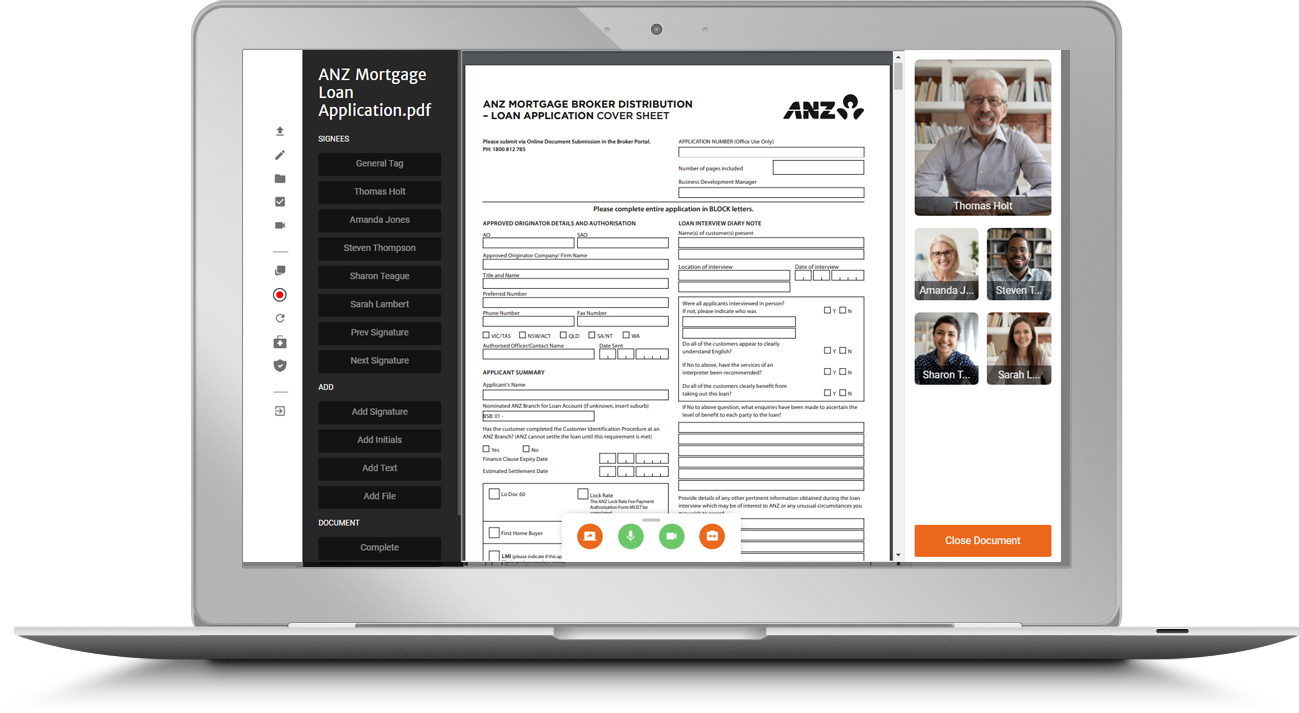 ANZ Mortgage
Loan
Application.pdf
SIGNEES
General Tag
Thomas Holt
Amanda Jones
Steven Thompson
Sharon Teague
Sarah Lambert
Prev Signature
Next Signature
ADD
Add Signature
Add Initials
Add Text
Add File
DOCUMENT
Complete
ANZ MORTGAGE BROKER DISTRIBUTION
– LOAN APPLICATION COVER SHEET
ANZ
Please submit via Online Document Submission in the Broker Portal.
PH: 1800 812 785
APPLICATION NUMBER (Office Use Only)
Number of pages included
Business Development Manager
Please complete entire application in BLOCK letters.
APPROVED ORIGINATOR DETAILS AND AUTHORISATION
AO SAO
Approved Originator Company/ Firm Name
Title and Name
Preferred Number
Phone Number Fax Number
VIC/TAS NSW/ACT QLD SA/NT WA
Authorised Officer/Contact Name Date Sent
APPLICANT SUMMARY
Applicant's Name
Nominated ANZ Branch for Loan Account (if unknown, insert suburb)
BSB: 01 -
Has the customer completed the Customer Identification Procedure at an
ANZ Branch? (ANZ cannot settle the loan until this requirement is met)
Yes No
Finance Clause Expiry Date
Estimated Settlement Date
Lo Doc 60 Lock Rate
The ANZ Lock Rate Fee Payment
Authorisation Form MUST be
First Home Buyer
LMI (please indicate if this ap
LOAN INTERVIEW DIARY NOTE
Name(s) of customer(s) present
Location of interview Date of interview
Were all applicants interviewed in person?
If not, please indicate who was Y N
Do all of the customers appear to clearly
understand English? Y N
If No to above, have the services of an
interpreter been recommended? Y N
Do all of the customers clearly benefit from
taking out this loan? Y N
If No to above question, what enquiries have been made to ascertain the
level of benefit to each party to the loan?
Provide details of any other pertinent information obtained during the loan
interview which may be of interest to ANZ or any unusual circumstances you
Thomas Holt
Amanda J...
Steven T...
Sharon T...
Sarah L...
Close Document